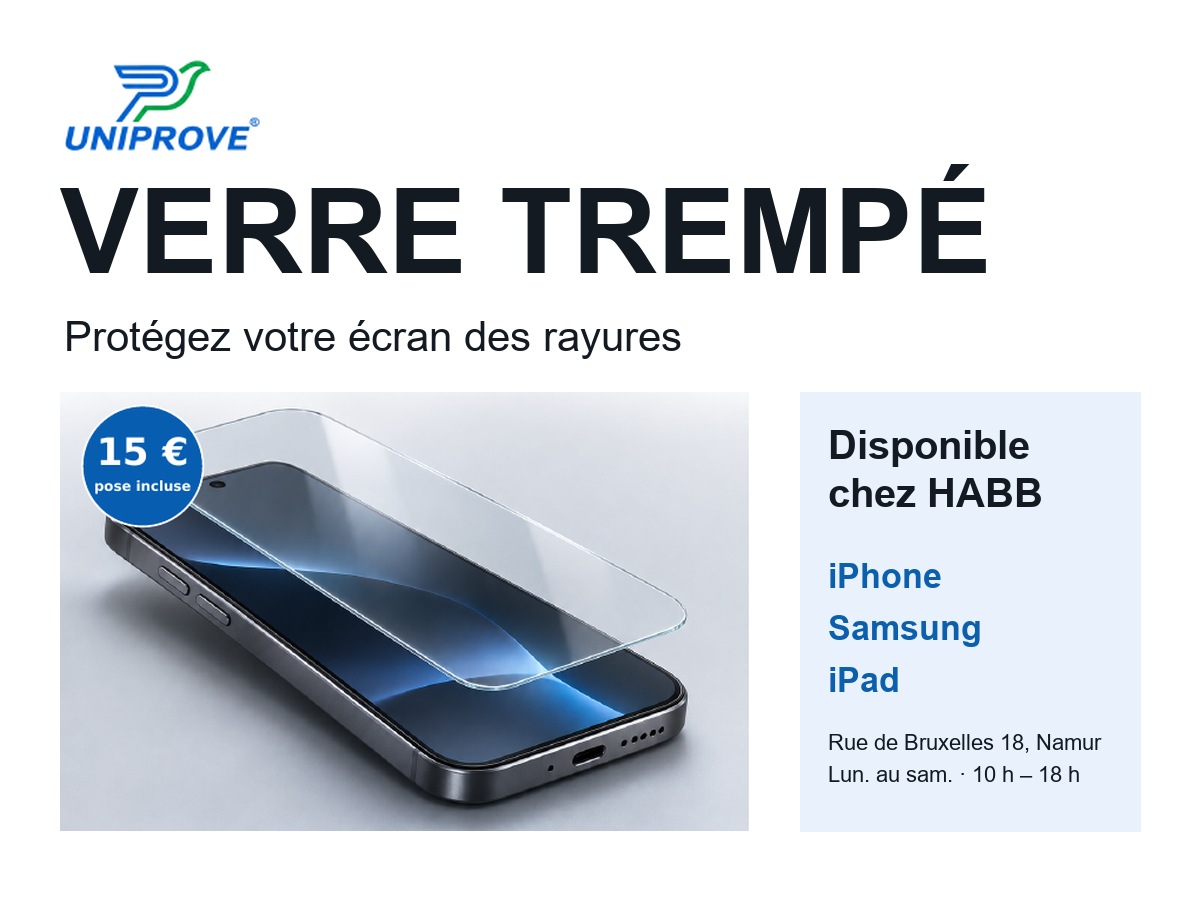 UNIPROVE®
VERRE TREMPÉ
Protégez votre écran des rayures
15 €
pose incluse
Disponible
chez HABB
iPhone
Samsung
iPad
Rue de Bruxelles 18, Namur
Lun. au sam. · 10 h – 18 h